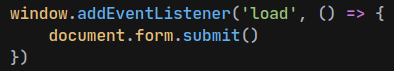 window.addEventListener('load', () => {
    document.form.submit()
})